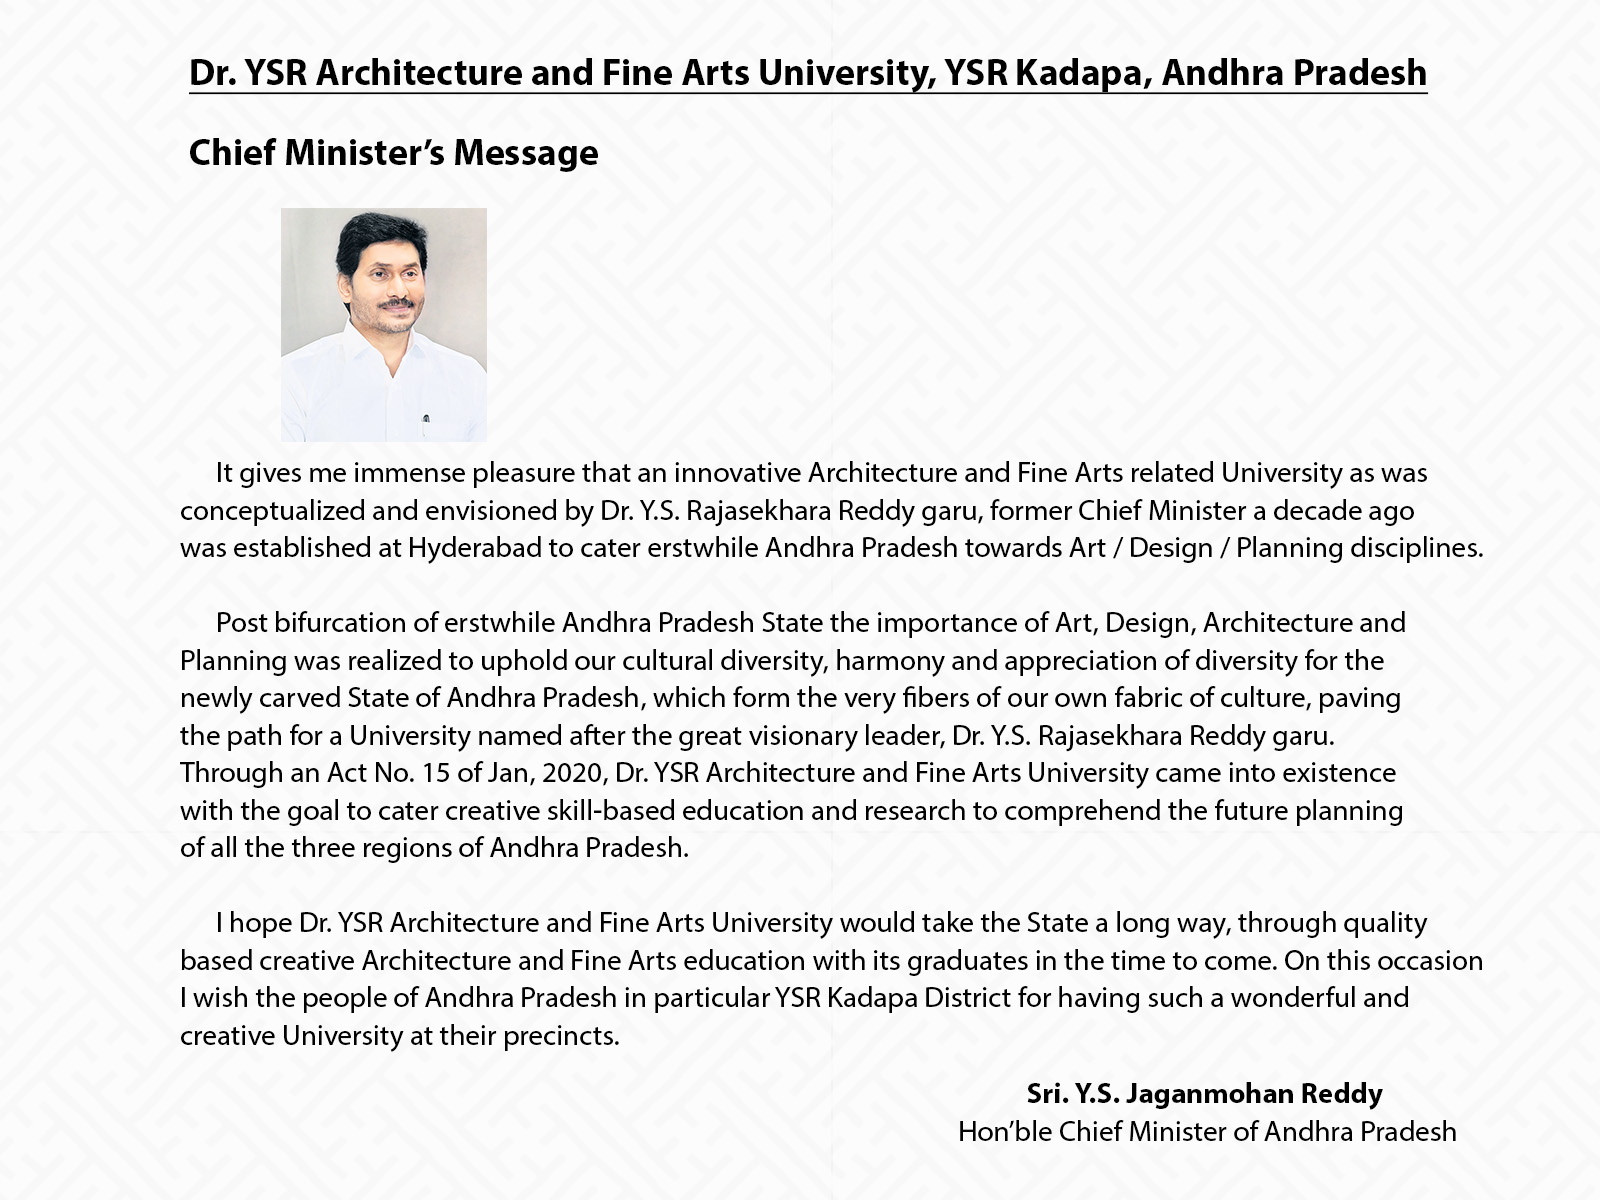 Dr. YSR Architecture and Fine Arts University, YSR Kadapa, Andhra Pradesh
Chief Minister’s Message
It gives me immense pleasure that an innovative Architecture and Fine Arts related University as was
conceptualized and envisioned by Dr. Y.S. Rajasekhara Reddy garu, former Chief Minister a decade ago
was established at Hyderabad to cater erstwhile Andhra Pradesh towards Art / Design / Planning disciplines.
Post bifurcation of erstwhile Andhra Pradesh State the importance of Art, Design, Architecture and
Planning was realized to uphold our cultural diversity, harmony and appreciation of diversity for the
newly carved State of Andhra Pradesh, which form the very fibers of our own fabric of culture, paving
the path for a University named after the great visionary leader, Dr. Y.S. Rajasekhara Reddy garu.
Through an Act No. 15 of Jan, 2020, Dr. YSR Architecture and Fine Arts University came into existence
with the goal to cater creative skill-based education and research to comprehend the future planning
of all the three regions of Andhra Pradesh.
I hope Dr. YSR Architecture and Fine Arts University would take the State a long way, through quality
based creative Architecture and Fine Arts education with its graduates in the time to come. On this occasion
I wish the people of Andhra Pradesh in particular YSR Kadapa District for having such a wonderful and
creative University at their precincts.
Sri. Y.S. Jaganmohan Reddy
Hon’ble Chief Minister of Andhra Pradesh